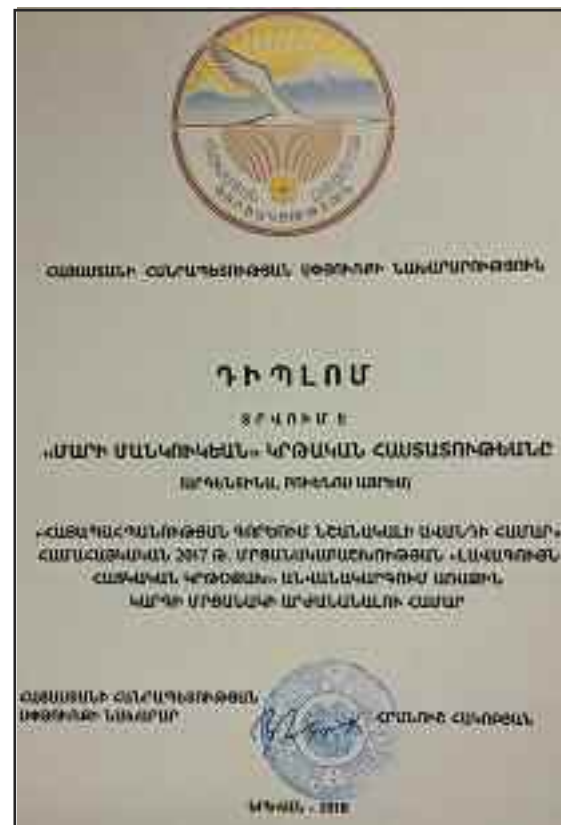 ՀԱՅԱՍՏԱՆԻ ՀԱՆՐԱՊԵՏՈՒԹՅԱՆ ՍՓՅՈՒՌՔԻ ՆԱԽԱՐԱՐՈՒԹՅՈՒՆ
ԴԻՊԼՈՄ
ՏՐՎՈՒՄ Է
«ՄԱՐԻ ՄԱՆՈՒԿԵԱՆ» ԿՐԹԱԿԱՆ ՀԱՍՏԱՏՈՒԹԵԱՆԸ
(ԱՐԳԵՆՏԻՆԱ, ԲՈՒԵՆՈՍ ԱՅՐԵՍ)
«ՀԱՅԱՊԱՀՊԱՆՈՒԹՅԱՆ ԳՈՐԾՈՒՄ ՆՇԱՆԱԿԱԼԻ ԱՎԱՆԴԻ ՀԱՄԱՐ»
ՀԱՄԱՀԱՅԿԱԿԱՆ 2017 Թ. ՄՐՑԱՆԱԿԱԲԱՇԽՈՒԹՅԱՆ «ԼԱՎԱԳՈՒՅՆ
ՀԱՅԿԱԿԱՆ ԿՐԹՕՋԱԽ» ԱՆՎԱՆԱԿԱՐԳՈՒՄ ԱՌԱՋԻՆ
ԿԱՐԳԻ ՄՐՑԱՆԱԿԻ ԱՐԺԱՆԱՆԱԼՈՒ ՀԱՄԱՐ
ՀԱՅԱՍՏԱՆԻ ՀԱՆՐԱՊԵՏՈՒԹՅԱՆ
ՍՓՅՈՒՌՔԻ ՆԱԽԱՐԱՐ
ՀՐԱՆՈՒՇ ՀԱԿՈԲՅԱՆ
ԵՐԵՎԱՆ - 2018